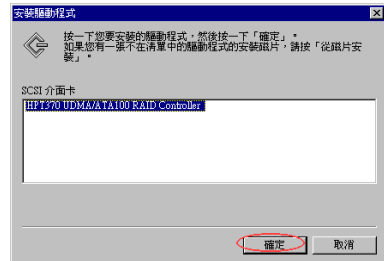 安裝驅動程式
按一下您要安裝的驅動程式，然後按一下「確定」。
如果您有一張不在清單中的驅動程式的安裝磁片，請按「從磁片安
裝」。
SCSI 介面卡
HPT370 UDMA/ATA100 RAID Controller
確定
取消